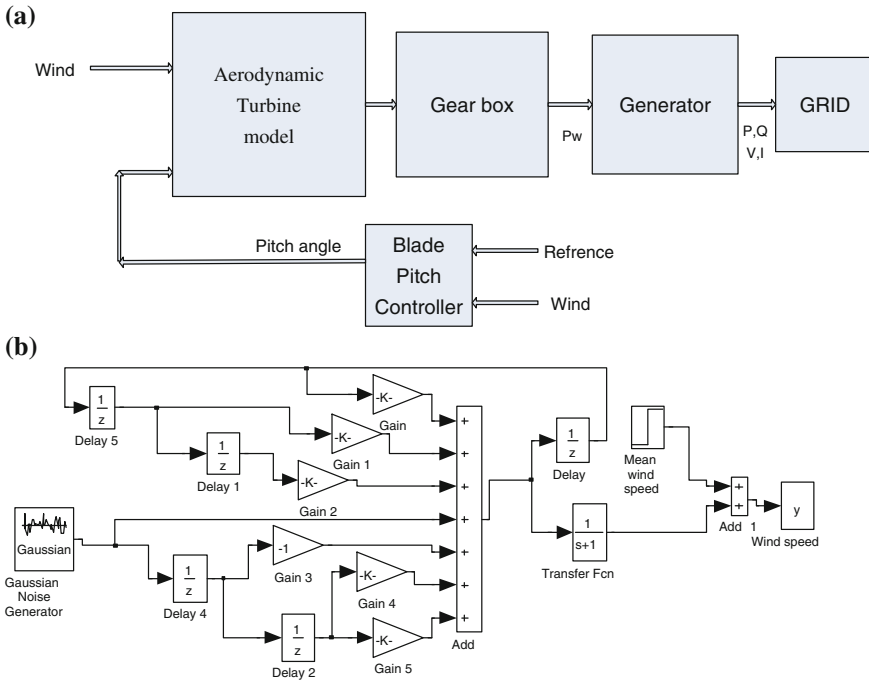 (a)
Wind
Aerodynamic
Turbine
model
Gear box
Pw
Generator
P,Q
V,I
GRID
Pitch angle
Blade
Pitch
Controller
Refrence
Wind
(b)
1
z
Delay 5
-K-
Gain
-K-
Gain 1
1
z
Delay 1
-K-
Gain 2
Gaussian
Gaussian
Noise
Generator
1
z
Delay 4
-1
Gain 3
-K-
Gain 4
1
z
Delay 2
-K-
Gain 5
+
+
+
+
+
+
+
Add
1
z
Delay
1
s+1
Transfer Fcn
Mean
wind
speed
+
+
Add 1
y
Wind speed